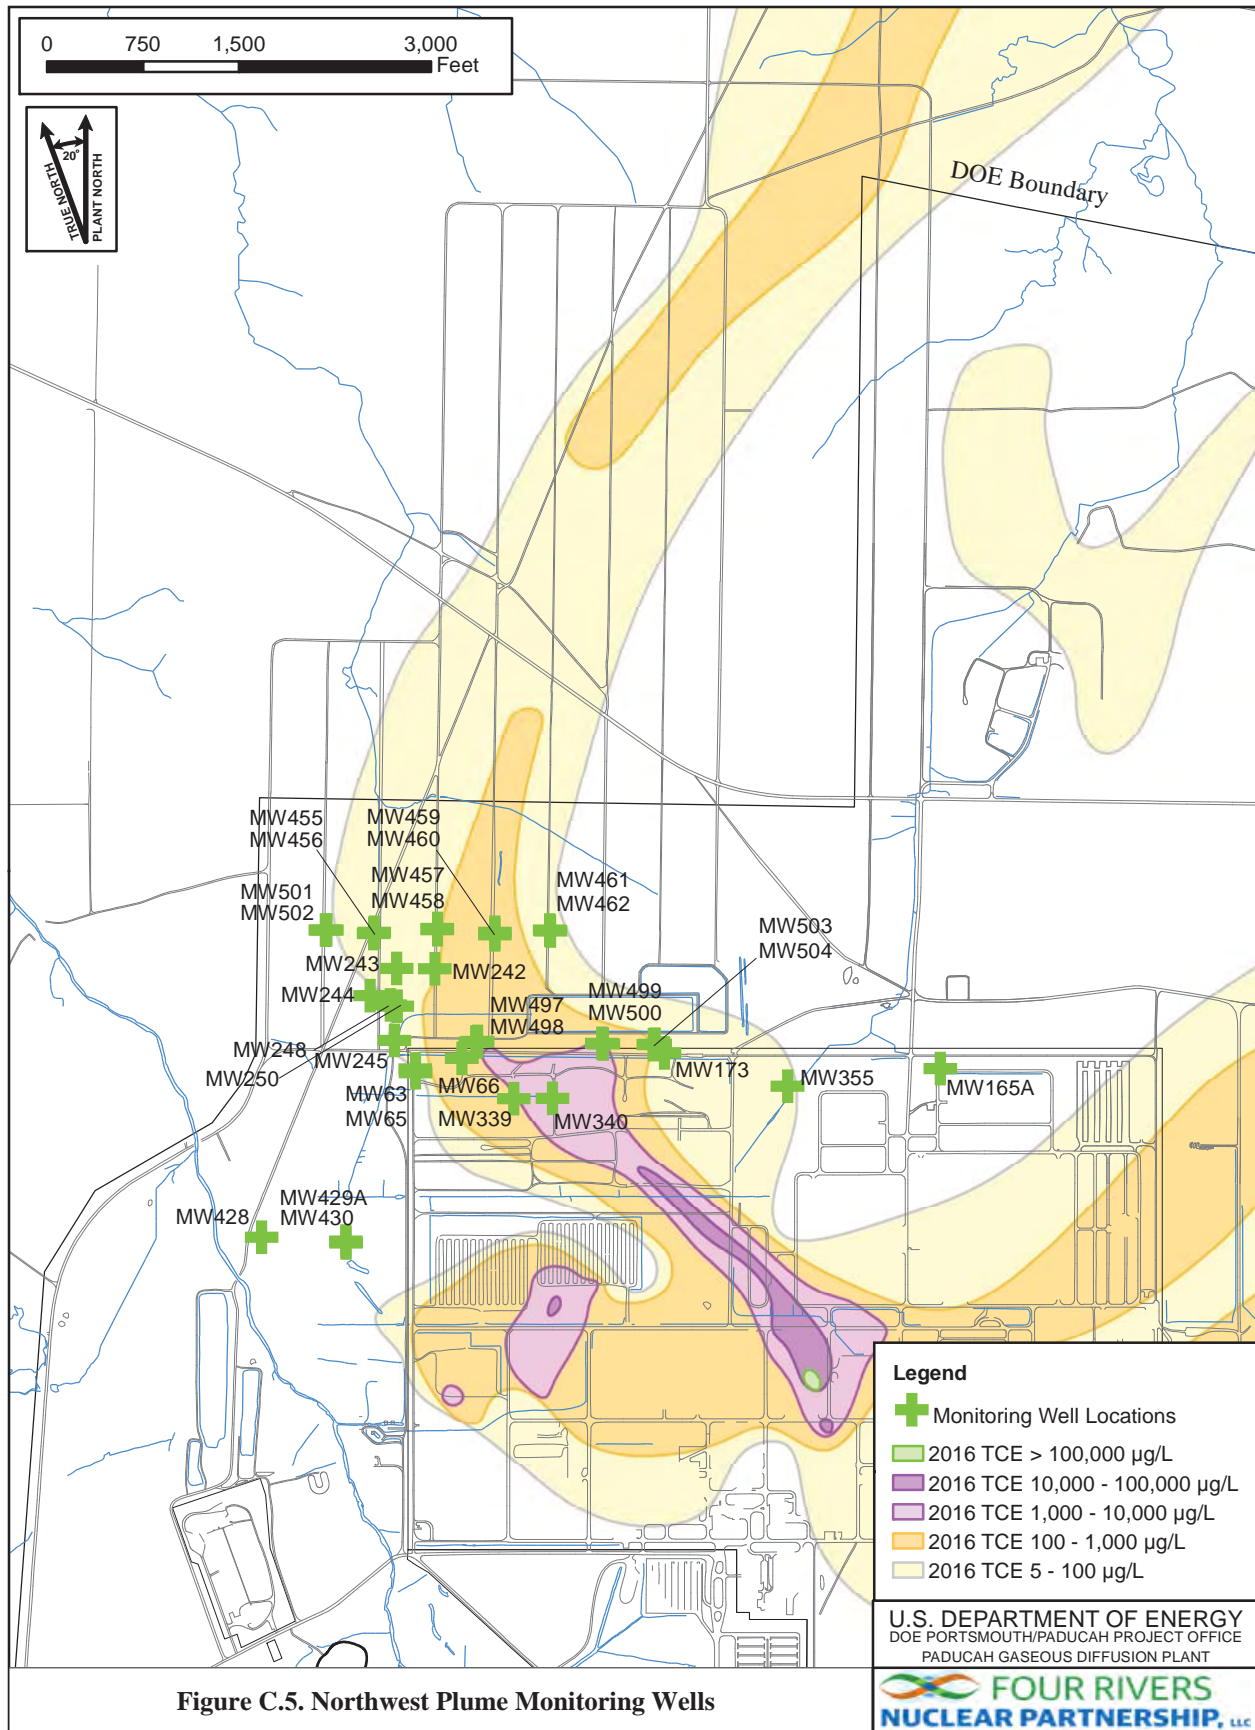 0 750 1,500 3,000
Feet
TRUE NORTH
20°
PLANT NORTH
DOE Boundary
MW455
MW456
MW459
MW460
MW457
MW458
MW461
MW462
MW501
MW502
MW503
MW504
MW243
MW242
MW244
MW497
MW498
MW499
MW500
MW248
MW245
MW250
MW173
MW355
MW165A
MW63
MW65
MW66
MW339
MW340
MW429A
MW430
MW428
Legend
Monitoring Well Locations
2016 TCE > 100,000 µg/L
2016 TCE 10,000 - 100,000 µg/L
2016 TCE 1,000 - 10,000 µg/L
2016 TCE 100 - 1,000 µg/L
2016 TCE 5 - 100 µg/L
U.S. DEPARTMENT OF ENERGY
DOE PORTSMOUTH/PADUCAH PROJECT OFFICE
PADUCAH GASEOUS DIFFUSION PLANT
Figure C.5. Northwest Plume Monitoring Wells
FOUR RIVERS
NUCLEAR PARTNERSHIP, LLC